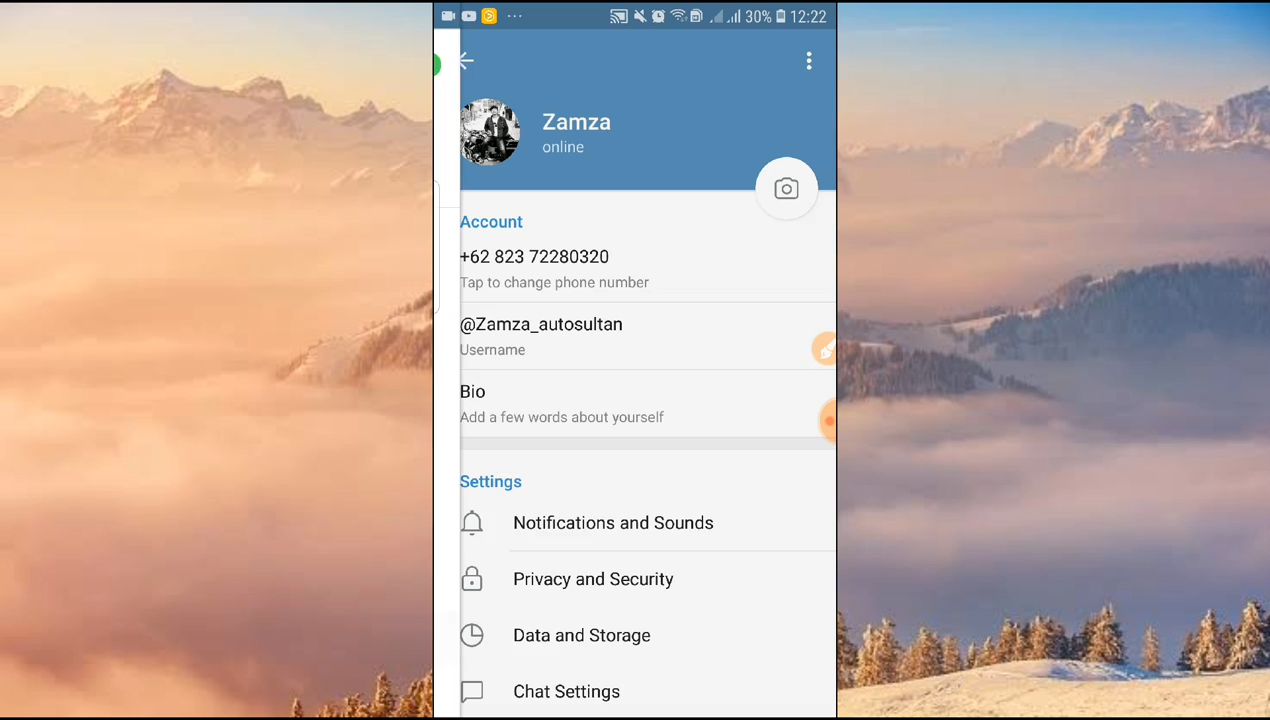 30% 12:22
Zamza
online
Account
+62 823 72280320
Tap to change phone number
@Zamza_autosultan
Username
Bio
Add a few words about yourself
Settings
Notifications and Sounds
Privacy and Security
Data and Storage
Chat Settings